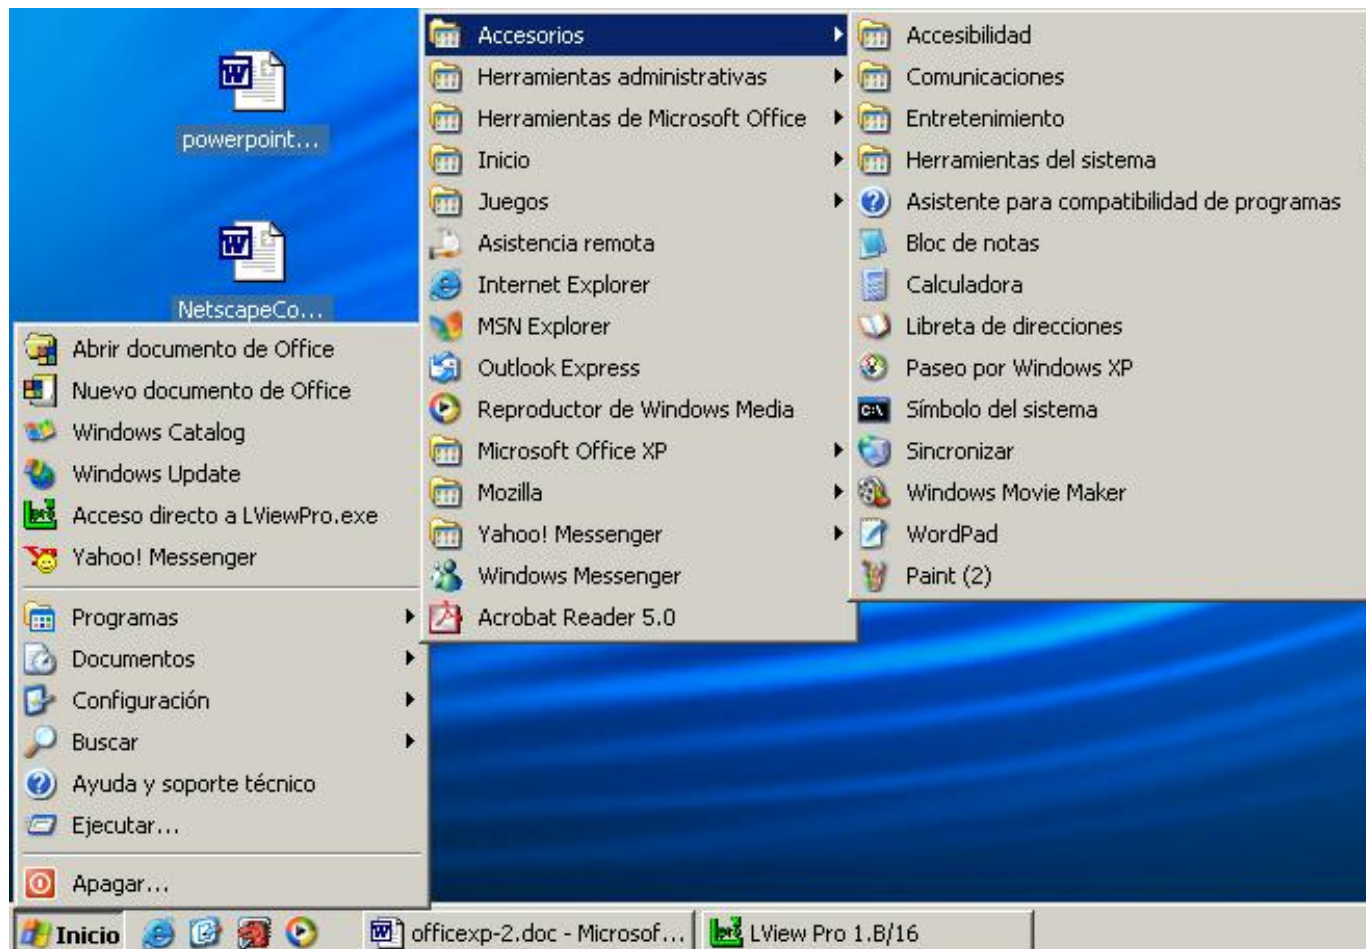 powerpoint...
NetscapeCo...
Abrir documento de Office
Nuevo documento de Office
Windows Catalog
Windows Update
Acceso directo a LViewPro.exe
Yahoo! Messenger
Programas
Documentos
Configuración
Buscar
Ayuda y soporte técnico
Ejecutar...
Apagar...
Accesorios
Herramientas administrativas
Herramientas de Microsoft Office
Inicio
Juegos
Asistencia remota
Internet Explorer
MSN Explorer
Outlook Express
Reproductor de Windows Media
Microsoft Office XP
Mozilla
Yahoo! Messenger
Windows Messenger
Acrobat Reader 5.0
Accesibilidad
Comunicaciones
Entretenimiento
Herramientas del sistema
Asistente para compatibilidad de programas
Bloc de notas
Calculadora
Libreta de direcciones
Paseo por Windows XP
Símbolo del sistema
Sincronizar
Windows Movie Maker
WordPad
Paint (2)
Inicio
officexp-2.doc - Microsof...
LView Pro 1.B/16